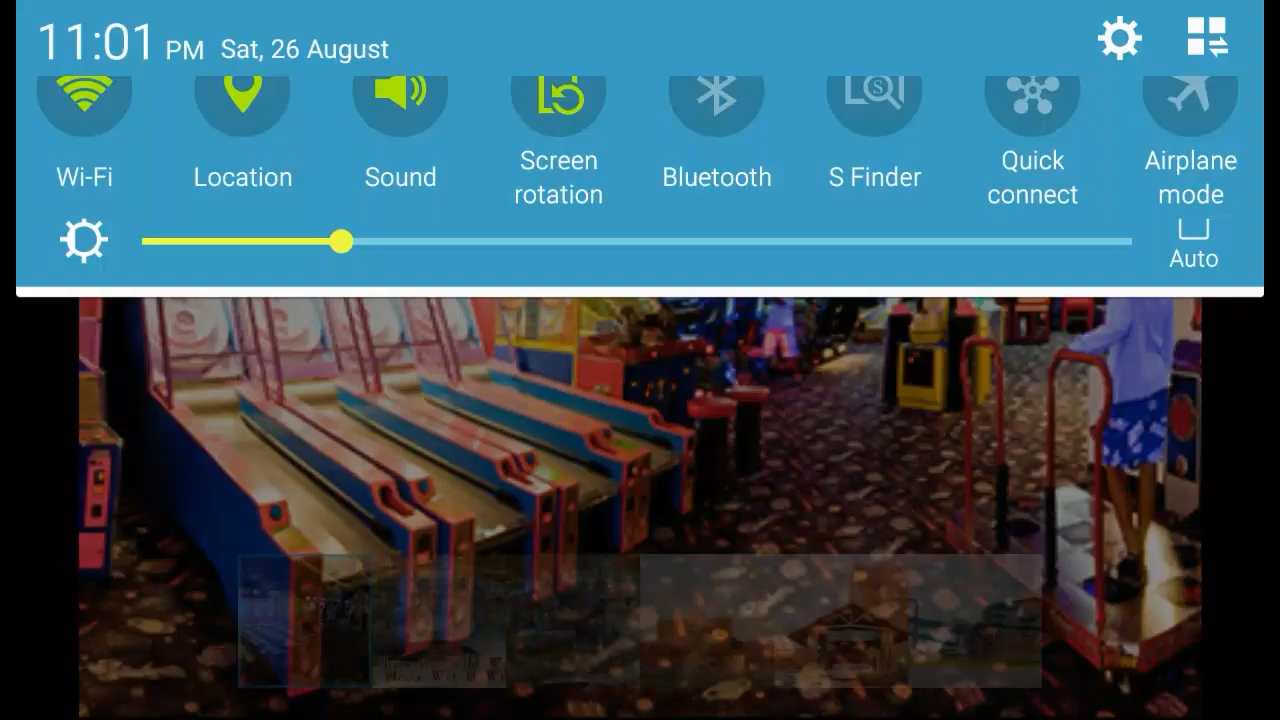 11:01 PM Sat, 26 August
Wi-Fi
Location
Sound
Screen
rotation
Bluetooth
S Finder
Quick
connect
Airplane
mode
Auto